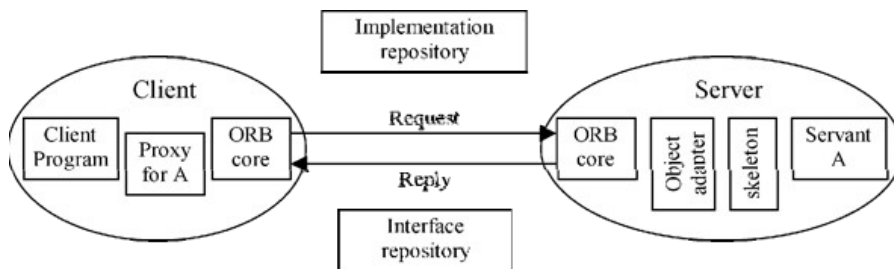 Implementation
repository
Client
Server
Client
Program
Proxy
for A
ORB
core
Request
Reply
ORB
core
Object
adapter
skeleton
Servant
A
Interface
repository